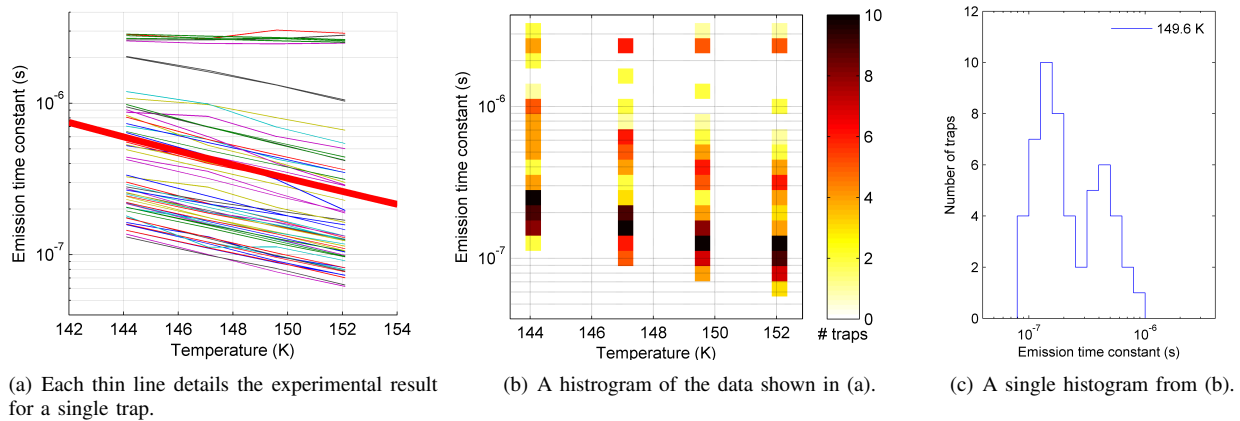 Emission time constant (s)
10^-6
10^-7
142 144 146 148 150 152 154
Temperature (K)
(a) Each thin line details the experimental result
for a single trap.
Emission time constant (s)
10^-6
10^-7
144 146 148 150 152
Temperature (K)
10
8
6
4
2
0
# traps
(b) A histrogram of the data shown in (a).
Number of traps
12
10
8
6
4
2
0
149.6 K
10^-7 10^-6
Emission time constant (s)
(c) A single histogram from (b).